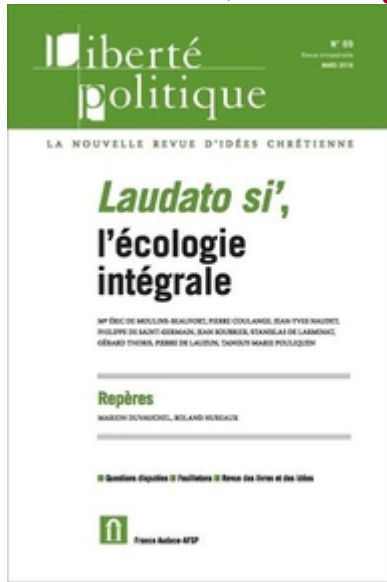 Liberté
politique
N° 69
Revue trimestrielle
MARS 2016
LA NOUVELLE REVUE D'IDÉES CHRÉTIENNE
Laudato si',
l'écologie
intégrale
Mgr ÉRIC DE MOULINS-BEAUFORT, PIERRE COULANGE, JEAN-YVES NAUDET,
PHILIPPE DE SAINT-GERMAIN, JEAN SOUBRIER, STANISLAS DE LARMINAT,
GÉRARD THORIS, PIERRE DE LAUZUN, TANGUY-MARIE POULIQUEN
Repères
MARION DUVAUCHEL, ROLAND HUREAUX
Questions disputées Feuilletons Revue des livres et des idées
France Audace-AFSP